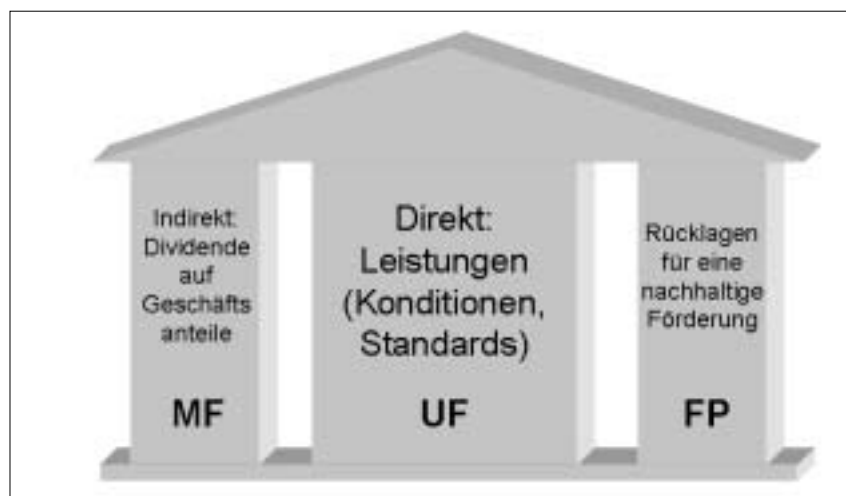 Indirekt:
Dividende
auf
Geschäfts
anteile
MF
Direkt:
Leistungen
(Konditionen,
Standards)
UF
Rücklagen
für eine
nachhaltige
Förderung
FP